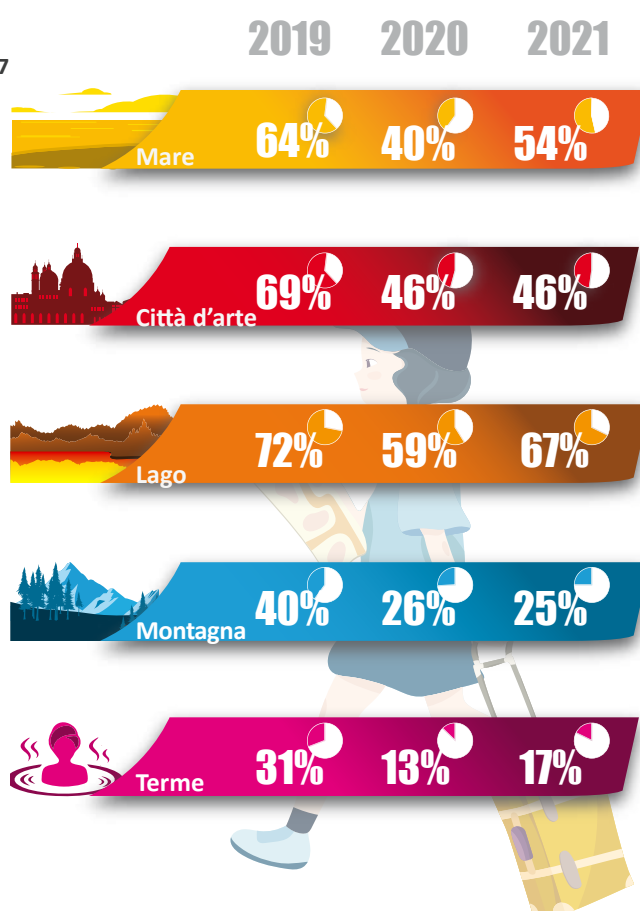 2019 2020 2021
7
64% 40% 54%
Mare
69% 46% 46%
Città d'arte
72% 59% 67%
Lago
40% 26% 25%
Montagna
31% 13% 17%
Terme